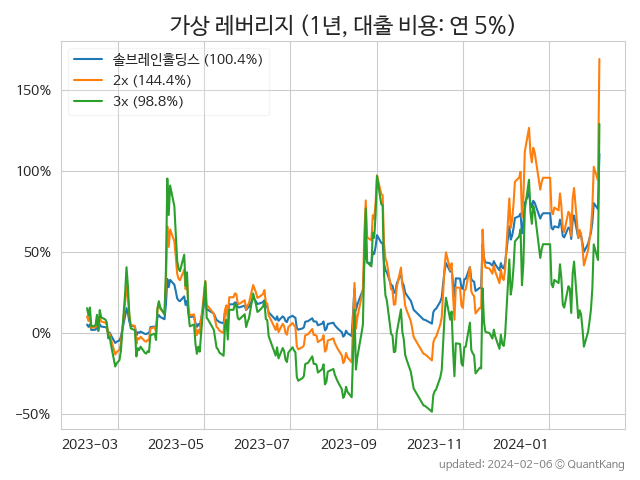 가상 레버리지 (1년, 대출 비용: 연 5%)
솔브레인홀딩스 (100.4%)
2x (144.4%)
3x (98.8%)
150%
100%
50%
0%
−50%
2023−03 2023−05 2023−07 2023−09 2023−11 2024−01
updated: 2024-02-06 © QuantKang